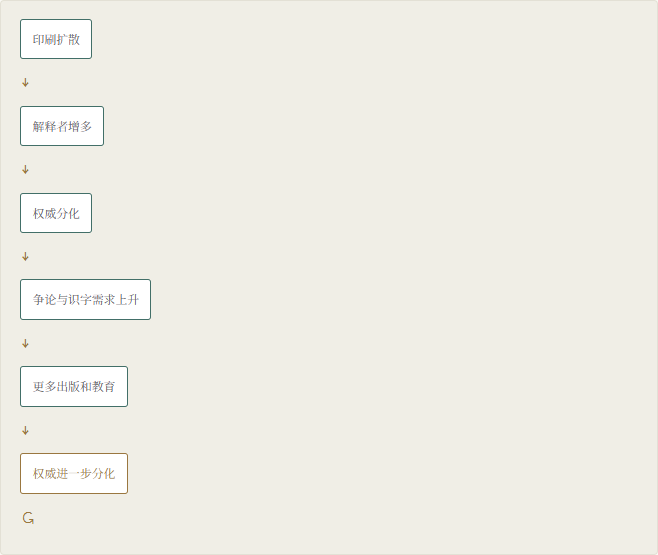 印刷扩散
↓
解释者增多
↓
权威分化
↓
争论与识字需求上升
↓
更多出版和教育
↓
权威进一步分化